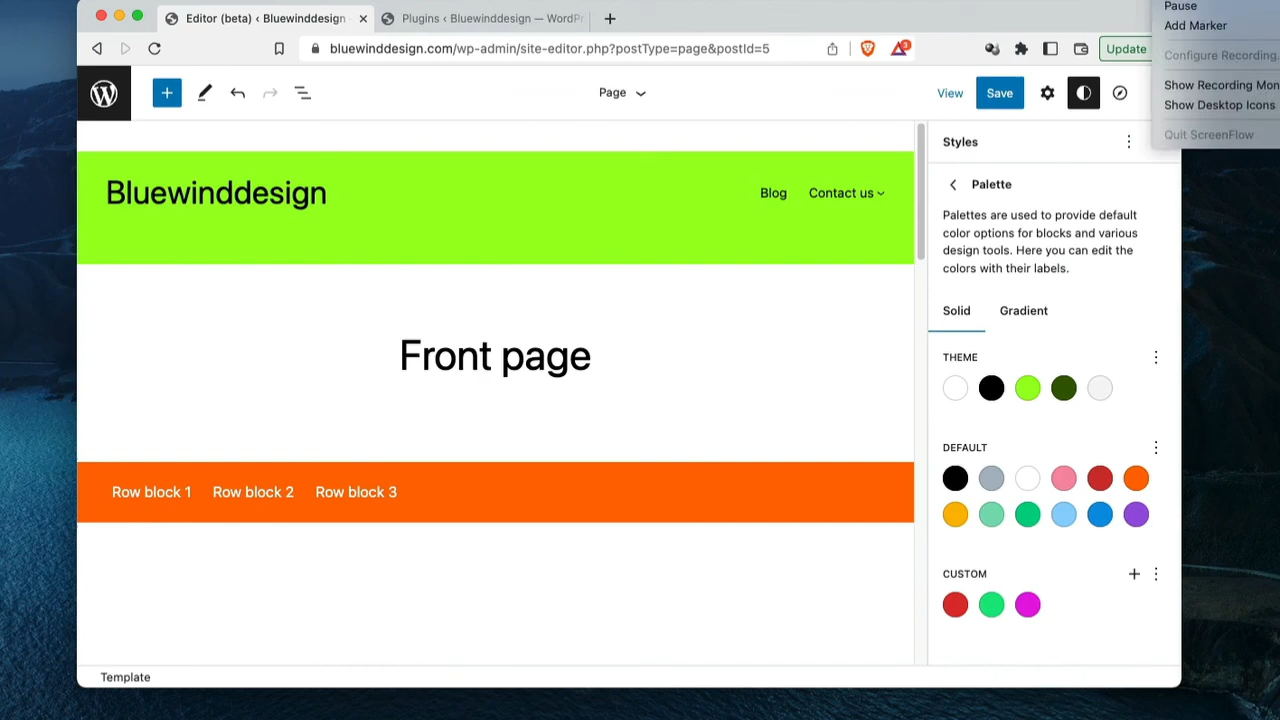 Pause
Editor (beta) ‹ Bluewinddesign
Plugins ‹ Bluewinddesign — WordPr
Add Marker
bluewinddesign.com/wp-admin/site-editor.php?postType=page&postId=5
3
Update
Configure Recording.
Show Recording Mon
Page
View
Save
Show Desktop Icons
Quit ScreenFlow
Styles
Bluewinddesign
Blog
Contact us
Palette
Palettes are used to provide default
color options for blocks and various
design tools. Here you can edit the
colors with their labels.
Solid
Gradient
Front page
THEME
DEFAULT
Row block 1
Row block 2
Row block 3
CUSTOM
Template